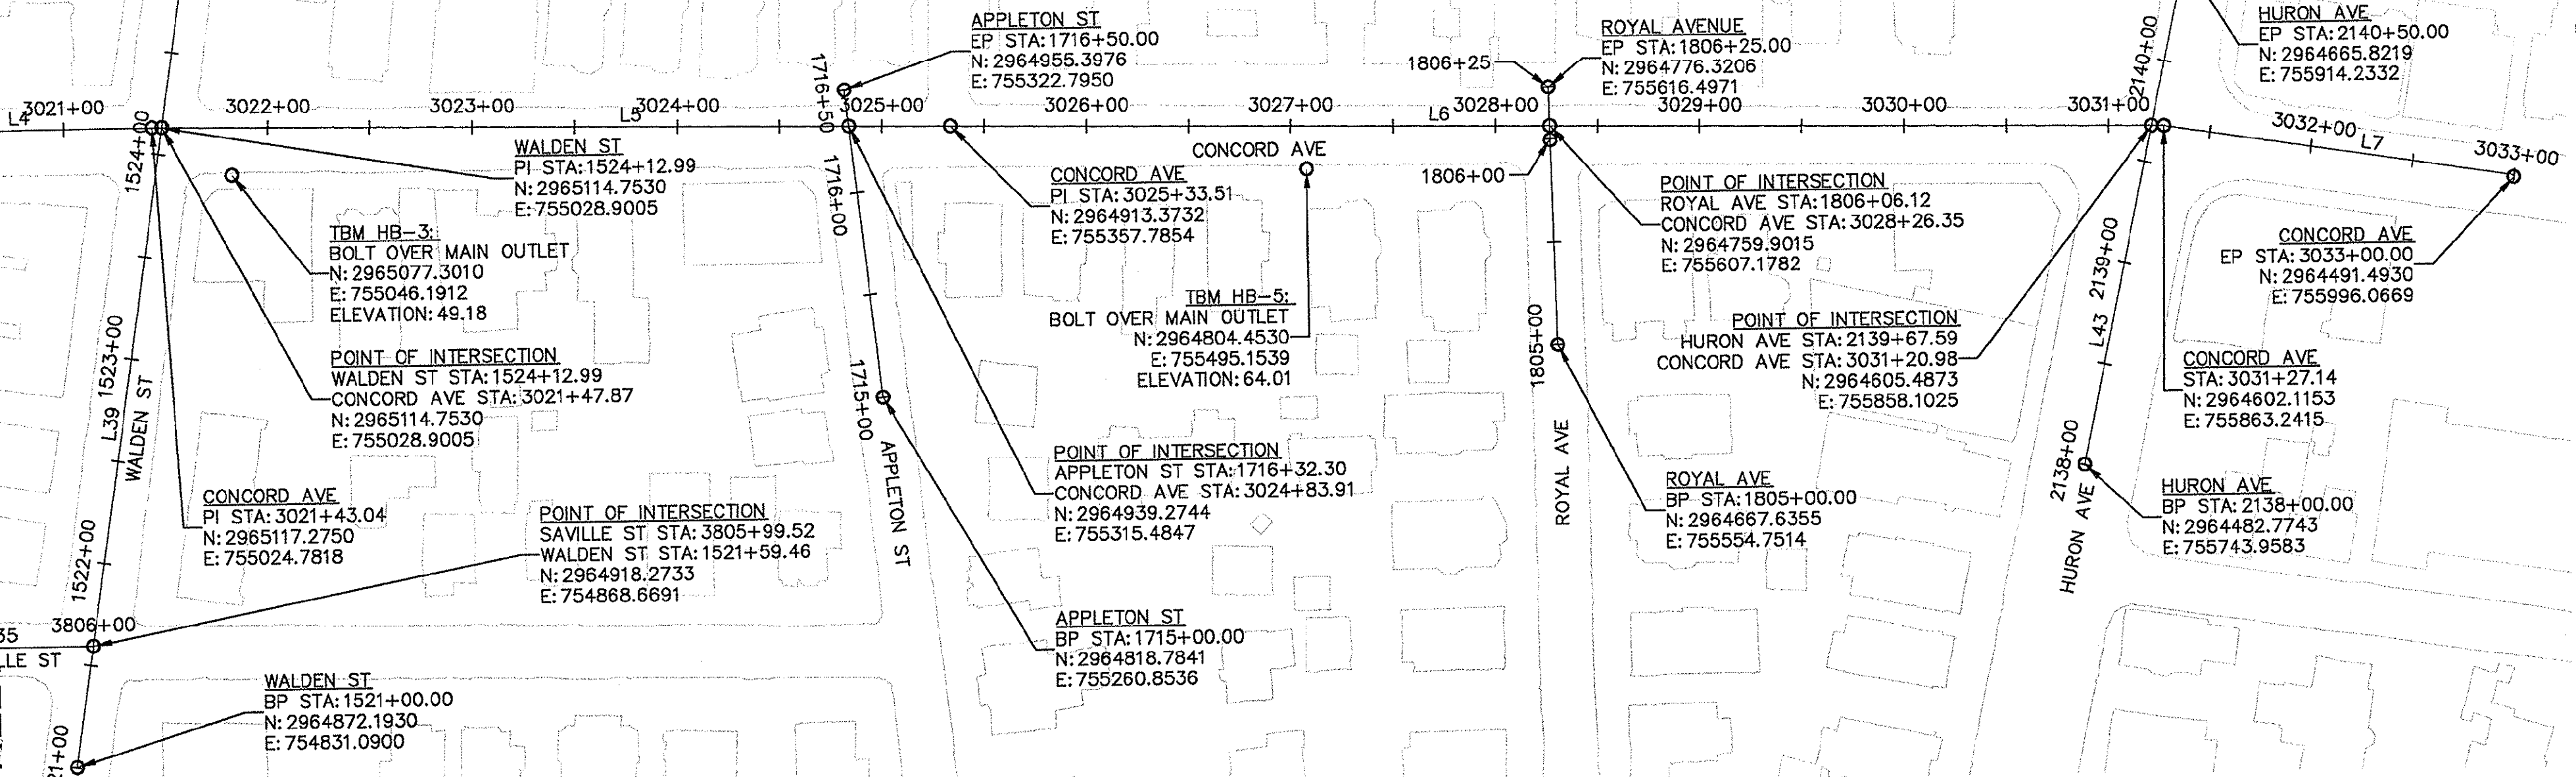 APPLETON ST
EP STA:1716+50.00
N:2964955.3976
E:755322.7950
ROYAL AVENUE
EP STA:1806+25.00
N:2964776.3206
E:755616.4971
HURON AVE
EP STA:2140+50.00
N:2964665.8219
E:755914.2332
1806+25
2140+00
1716+50
L4
3021+00
3022+00
3023+00
L5
3024+00
3025+00
3026+00
3027+00
L6
3028+00
3029+00
3030+00
3031+00
3032+00
L7
3033+00
1524+00
WALDEN ST
PI STA:1524+12.99
N:2965114.7530
E:755028.9005
1716+00
CONCORD AVE
CONCORD AVE
PI STA:3025+33.51
N:2964913.3732
E:755357.7854
1806+00
POINT OF INTERSECTION
ROYAL AVE STA:1806+06.12
CONCORD AVE STA:3028+26.35
N:2964759.9015
E:755607.1782
2139+00
L43
CONCORD AVE
EP STA:3033+00.00
N:2964491.4930
E:755996.0669
TBM HB-3:
BOLT OVER MAIN OUTLET
N:2965077.3010
E:755046.1912
ELEVATION:49.18
TBM HB-5:
BOLT OVER MAIN OUTLET
N:2964804.4530
E:755495.1539
ELEVATION:64.01
1805+00
POINT OF INTERSECTION
HURON AVE STA:2139+67.59
CONCORD AVE STA:3031+20.98
N:2964605.4873
E:755858.1025
1523+00
L39
WALDEN ST
POINT OF INTERSECTION
WALDEN ST STA:1524+12.99
CONCORD AVE STA:3021+47.87
N:2965114.7530
E:755028.9005
1715+00
APPLETON ST
CONCORD AVE
STA:3031+27.14
N:2964602.1153
E:755863.2415
2138+00
HURON AVE
ROYAL AVE
POINT OF INTERSECTION
APPLETON ST STA:1716+32.30
CONCORD AVE STA:3024+83.91
N:2964939.2744
E:755315.4847
ROYAL AVE
BP STA:1805+00.00
N:2964667.6355
E:755554.7514
HURON AVE
BP STA:2138+00.00
N:2964482.7743
E:755743.9583
CONCORD AVE
PI STA:3021+43.04
N:2965117.2750
E:755024.7818
POINT OF INTERSECTION
SAVILLE ST STA:3805+99.52
WALDEN ST STA:1521+59.46
N:2964918.2733
E:754868.6691
1522+00
3806+00
35
LLE ST
APPLETON ST
BP STA:1715+00.00
N:2964818.7841
E:755260.8536
WALDEN ST
BP STA:1521+00.00
N:2964872.1930
E:754831.0900
21+00